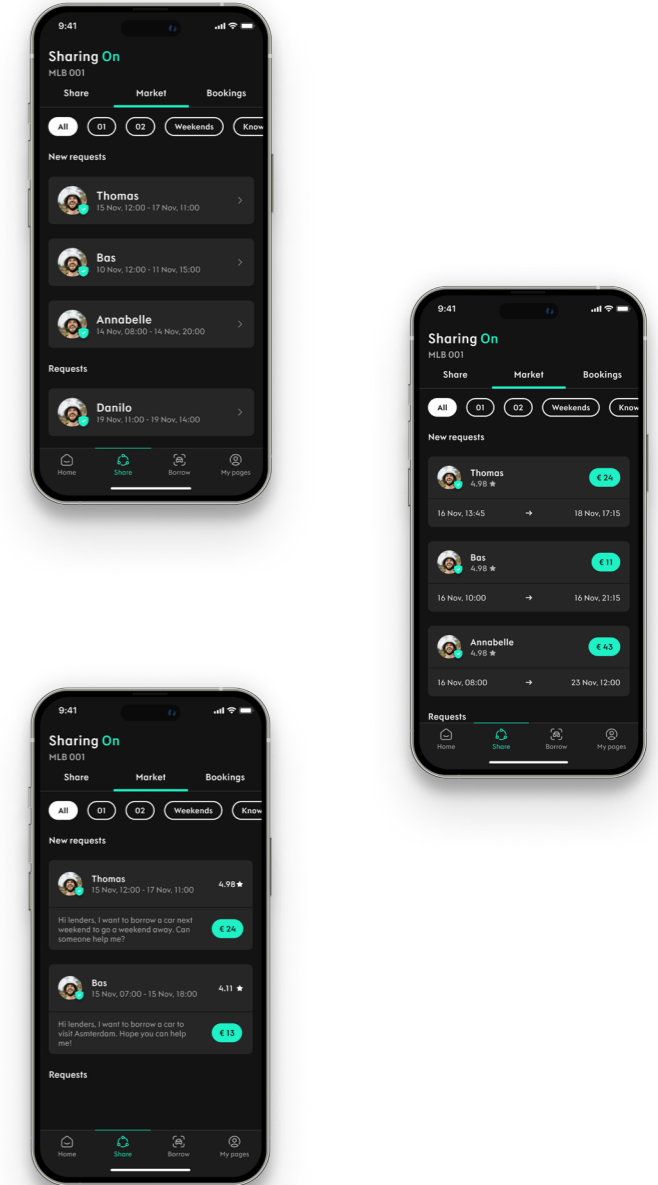 9:41
Sharing On
MLB 001
Share Market Bookings
All 01 02 Weekends Know
New requests
Thomas
15 Nov, 12:00 - 17 Nov, 11:00
Bas
10 Nov, 12:00 - 11 Nov, 15:00
Annabelle
14 Nov, 08:00 - 14 Nov, 20:00
Requests
Danilo
19 Nov, 11:00 - 19 Nov, 14:00
Home Share Borrow My pages
9:41
Sharing On
MLB 001
Share Market Bookings
All 01 02 Weekends Know
New requests
Thomas
4.98 ★
€ 24
16 Nov, 13:45 → 18 Nov, 17:15
Bas
4.98 ★
€ 11
16 Nov, 10:00 → 16 Nov, 21:15
Annabelle
4.98 ★
€ 43
16 Nov, 08:00 → 23 Nov, 12:00
Requests
Home Share Borrow My pages
9:41
Sharing On
MLB 001
Share Market Bookings
All 01 02 Weekends Know
New requests
Thomas
15 Nov, 12:00 - 17 Nov, 11:00
4.98 ★
Hi lenders, I want to borrow a car next
weekend to go a weekend away. Can
someone help me?
€ 24
Bas
15 Nov, 07:00 - 15 Nov, 18:00
4.11 ★
Hi lenders, I want to borrow a car to
visit Asmterdam. Hope you can help
me!
€ 13
Requests
Home Share Borrow My pages